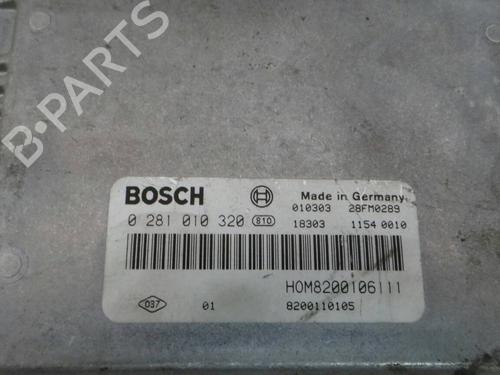 B-PARTS
BOSCH
Made in Germany
010303 28FM0289
0 281 010 320 810
18303 1154 0010
HOM8200106111
037 01 8200110105